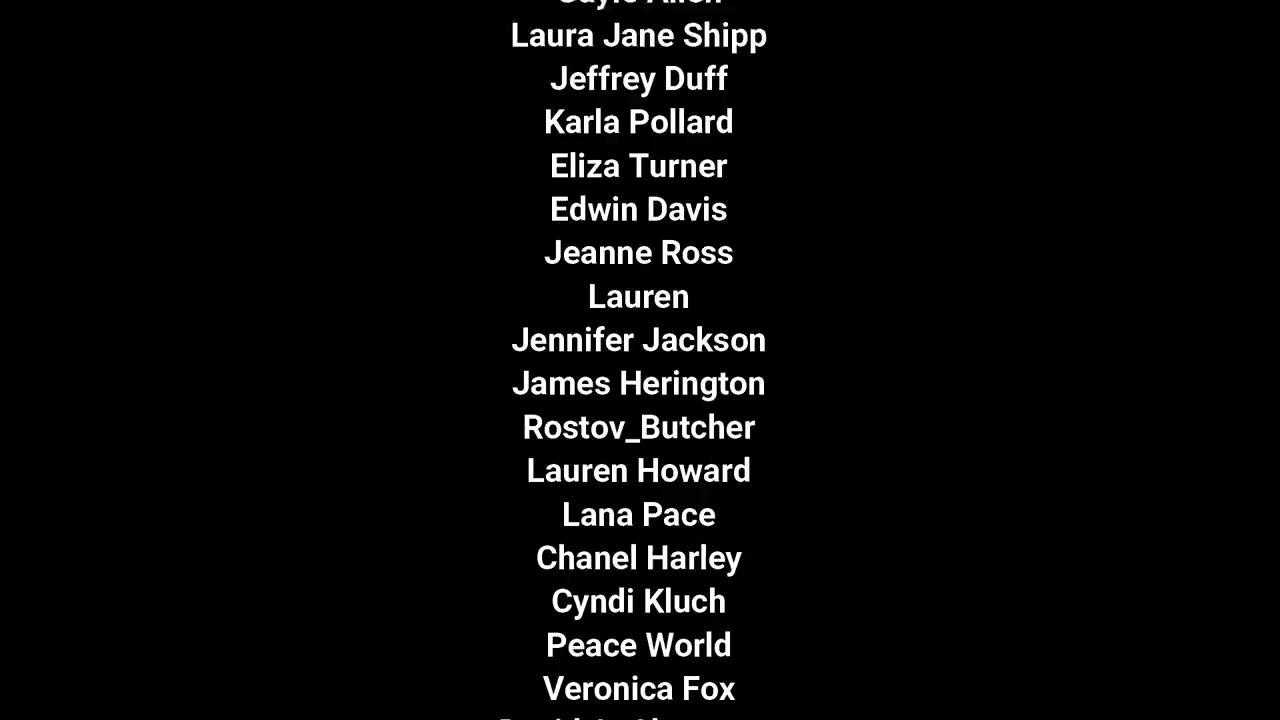 Laura Jane Shipp
Jeffrey Duff
Karla Pollard
Eliza Turner
Edwin Davis
Jeanne Ross
Lauren
Jennifer Jackson
James Herington
Rostov_Butcher
Lauren Howard
Lana Pace
Chanel Harley
Cyndi Kluch
Peace World
Veronica Fox